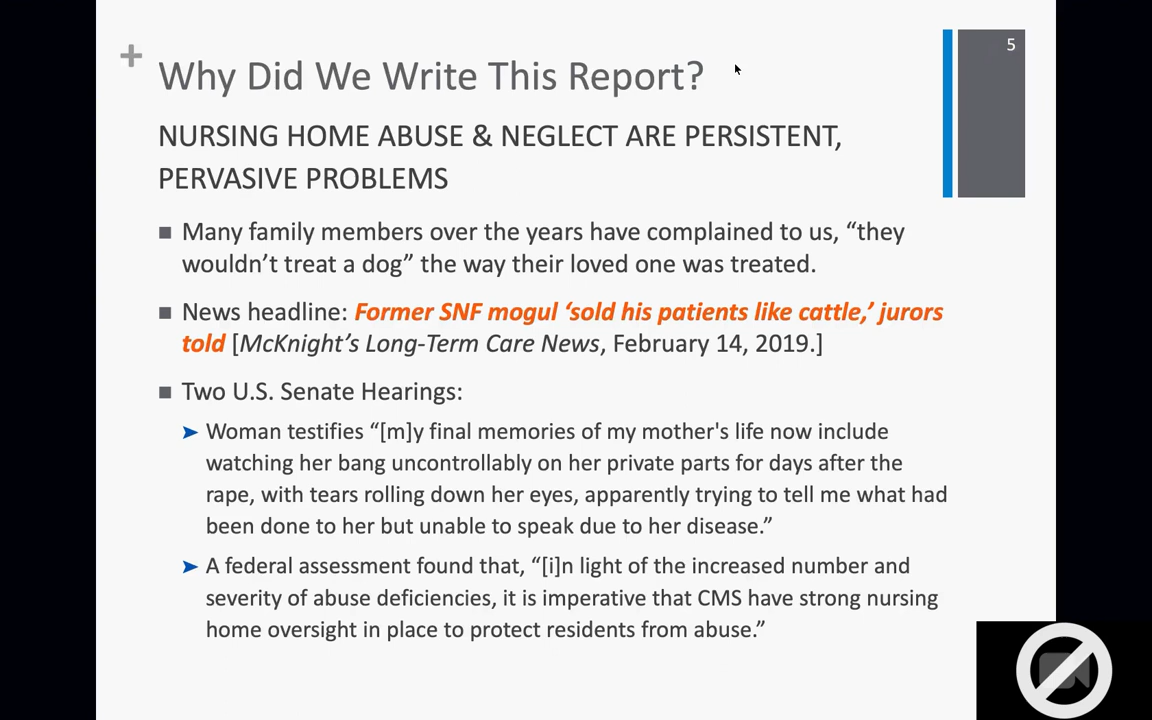 5
+
Why Did We Write This Report?
NURSING HOME ABUSE & NEGLECT ARE PERSISTENT,
PERVASIVE PROBLEMS
■ Many family members over the years have complained to us, “they
wouldn’t treat a dog” the way their loved one was treated.
■ News headline: Former SNF mogul ‘sold his patients like cattle,’ jurors
told [McKnight’s Long-Term Care News, February 14, 2019.]
■ Two U.S. Senate Hearings:
➤ Woman testifies “[m]y final memories of my mother's life now include
watching her bang uncontrollably on her private parts for days after the
rape, with tears rolling down her eyes, apparently trying to tell me what had
been done to her but unable to speak due to her disease.”
➤ A federal assessment found that, “[i]n light of the increased number and
severity of abuse deficiencies, it is imperative that CMS have strong nursing
home oversight in place to protect residents from abuse.”